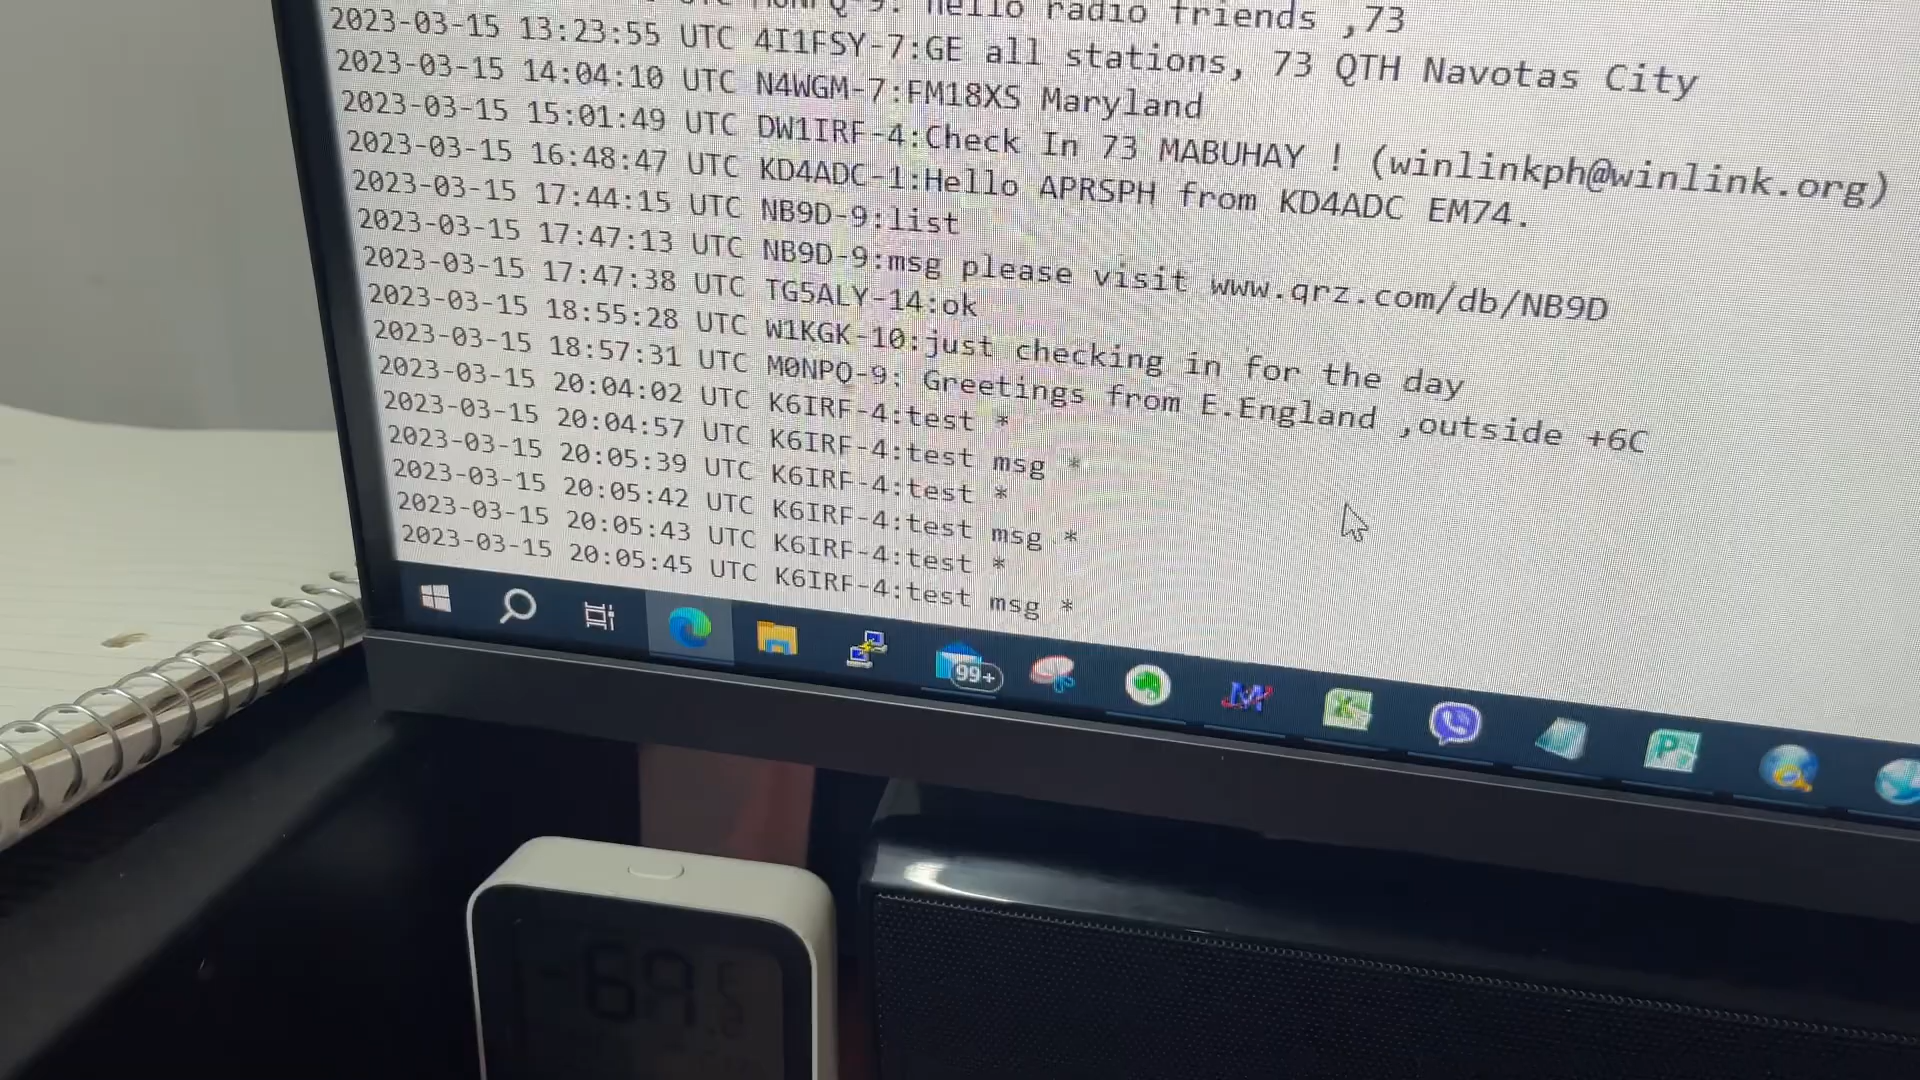 Hello radio friends ,73
2023-03-15 13:23:55 UTC 4I1FSY-7:GE all stations, 73 QTH Navotas City
2023-03-15 14:04:10 UTC N4WGM-7:FM18XS Maryland
2023-03-15 15:01:49 UTC DW1IRF-4:Check In 73 MABUHAY ! (winlinkph@winlink.org)
2023-03-15 16:48:47 UTC KD4ADC-1:Hello APRSPH from KD4ADC EM74.
2023-03-15 17:44:15 UTC NB9D-9:list
2023-03-15 17:47:13 UTC NB9D-9:msg please visit www.qrz.com/db/NB9D
2023-03-15 17:47:38 UTC TG5ALY-14:ok
2023-03-15 18:55:28 UTC W1KGK-10:just checking in for the day
2023-03-15 18:57:31 UTC M0NPQ-9: Greetings from E.England ,outside +6C
2023-03-15 20:04:02 UTC K6IRF-4:test *
2023-03-15 20:04:57 UTC K6IRF-4:test msg *
2023-03-15 20:05:39 UTC K6IRF-4:test *
2023-03-15 20:05:42 UTC K6IRF-4:test msg *
2023-03-15 20:05:43 UTC K6IRF-4:test *
2023-03-15 20:05:45 UTC K6IRF-4:test msg *
99+